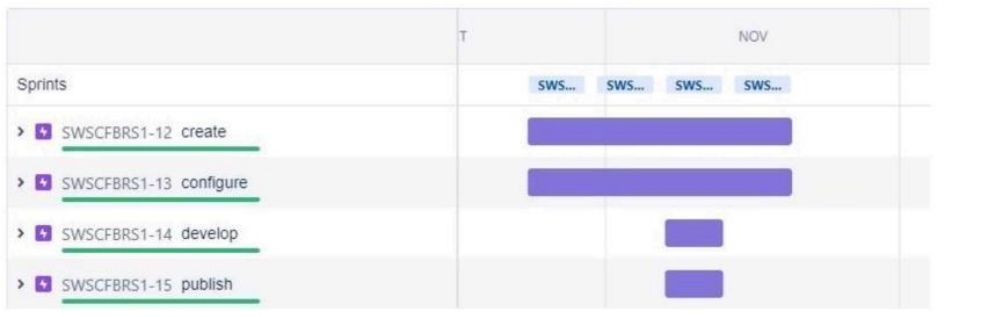 T NOV
Sprints SWS... SWS... SWS... SWS...
SWSCFBRS1-12 create
SWSCFBRS1-13 configure
SWSCFBRS1-14 develop
SWSCFBRS1-15 publish